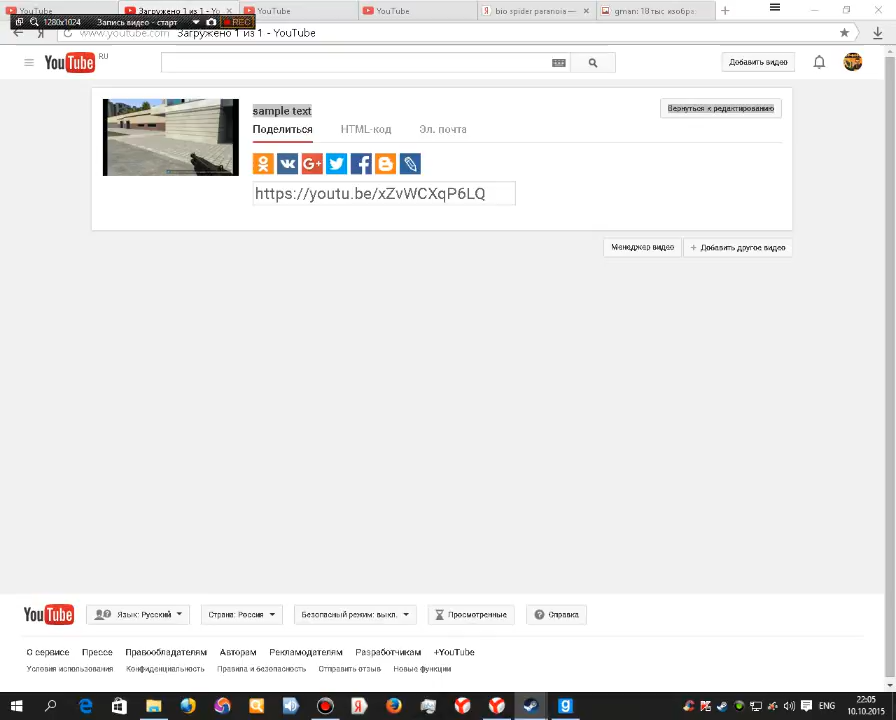 YouTube
Загружено 1 из 1 - Yo
YouTube
YouTube
bio spider paranoia —
gman: 18 тыс изобра
1280x1024 Запись видео - старт REC
www.youtube.com Загружено 1 из 1 - YouTube
YouTube RU
Добавить видео
sample text
Вернуться к редактированию
Поделиться HTML-код Эл. почта
https://youtu.be/xZvWCXqP6LQ
Менеджер видео + Добавить другое видео
YouTube Язык: Русский Страна: Россия Безопасный режим: выкл. Просмотренные Справка
О сервисе Прессе Правообладателям Авторам Рекламодателям Разработчикам +YouTube
Условия использования Конфиденциальность Правила и безопасность Отправить отзыв Новые функции
ENG
22:05
10.10.2015